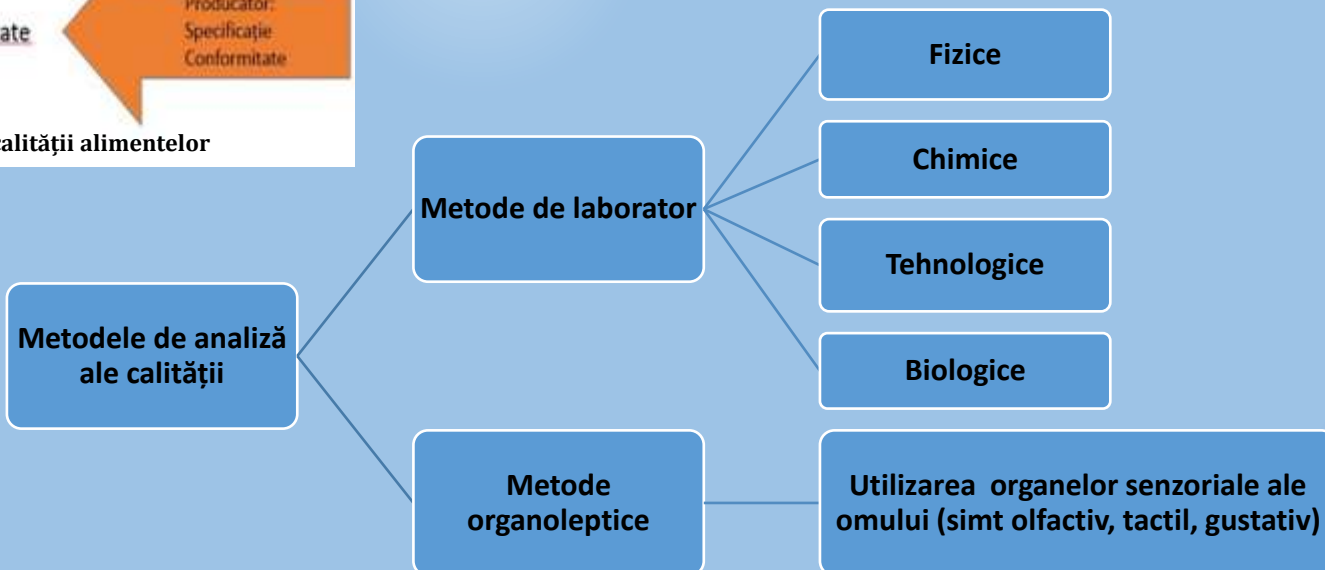 Producător:
Specificație
Conformitate
calității alimentelor
Fizice
Chimice
Metode de laborator
Tehnologice
Metodele de analiză
ale calității
Biologice
Metode
organoleptice
Utilizarea organelor senzoriale ale
omului (simt olfactiv, tactil, gustativ)